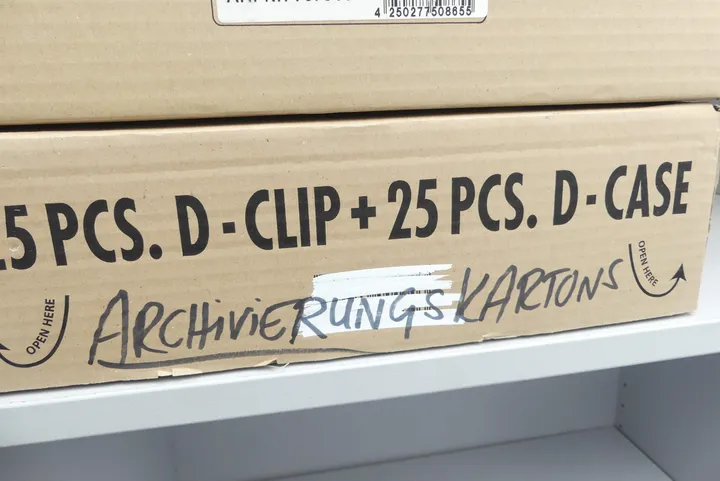 4 250277 508655
5 PCS. D-CLIP + 25 PCS. D-CASE
OPEN HERE
OPEN HERE
ARCHIVIERUNGSKARTONS